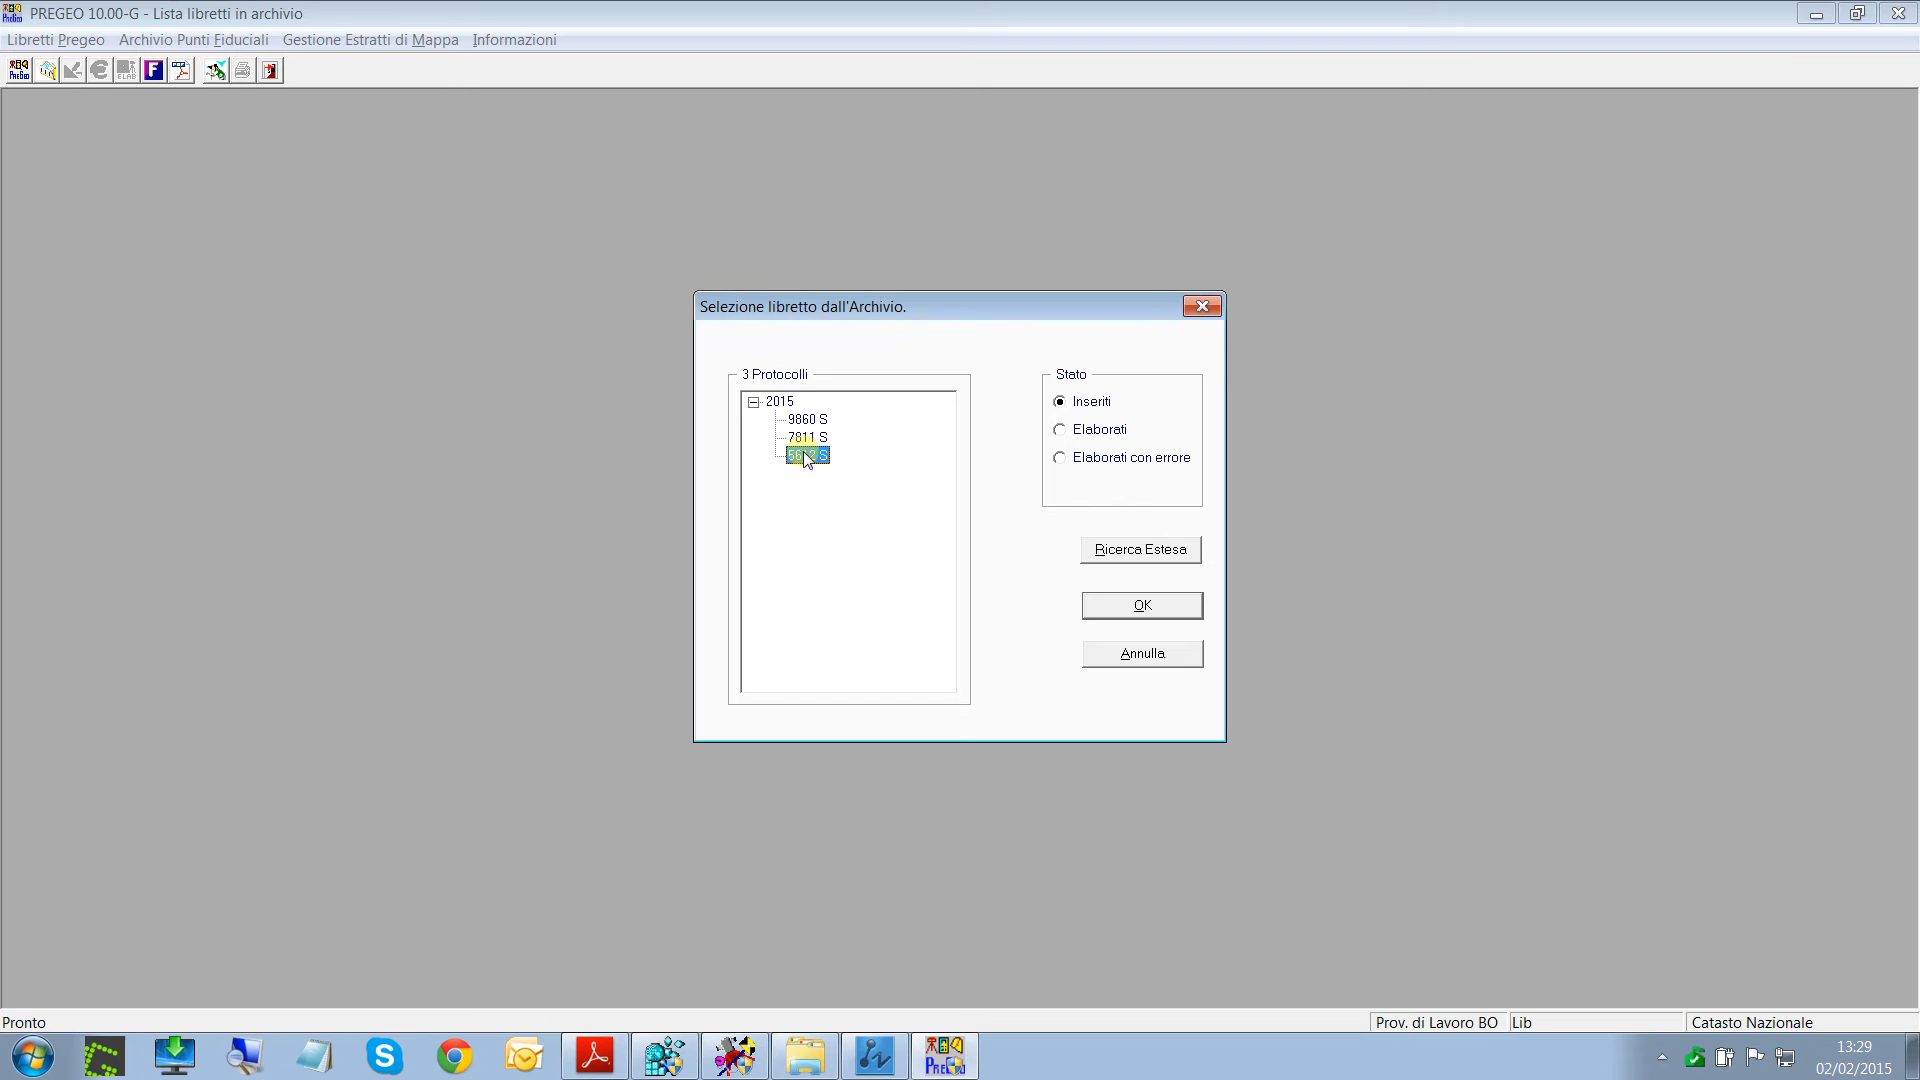 PREGEO 10.00-G - Lista libretti in archivio
Libretti Pregeo Archivio Punti Fiduciali Gestione Estratti di Mappa Informazioni
Selezione libretto dall'Archivio.
3 Protocolli
2015
9860 S
7811 S
S
Stato
Inseriti
Elaborati
Elaborati con errore
Ricerca Estesa
OK
Annulla
Pronto
Prov. di Lavoro BO
Lib
Catasto Nazionale
13:29
02/02/2015